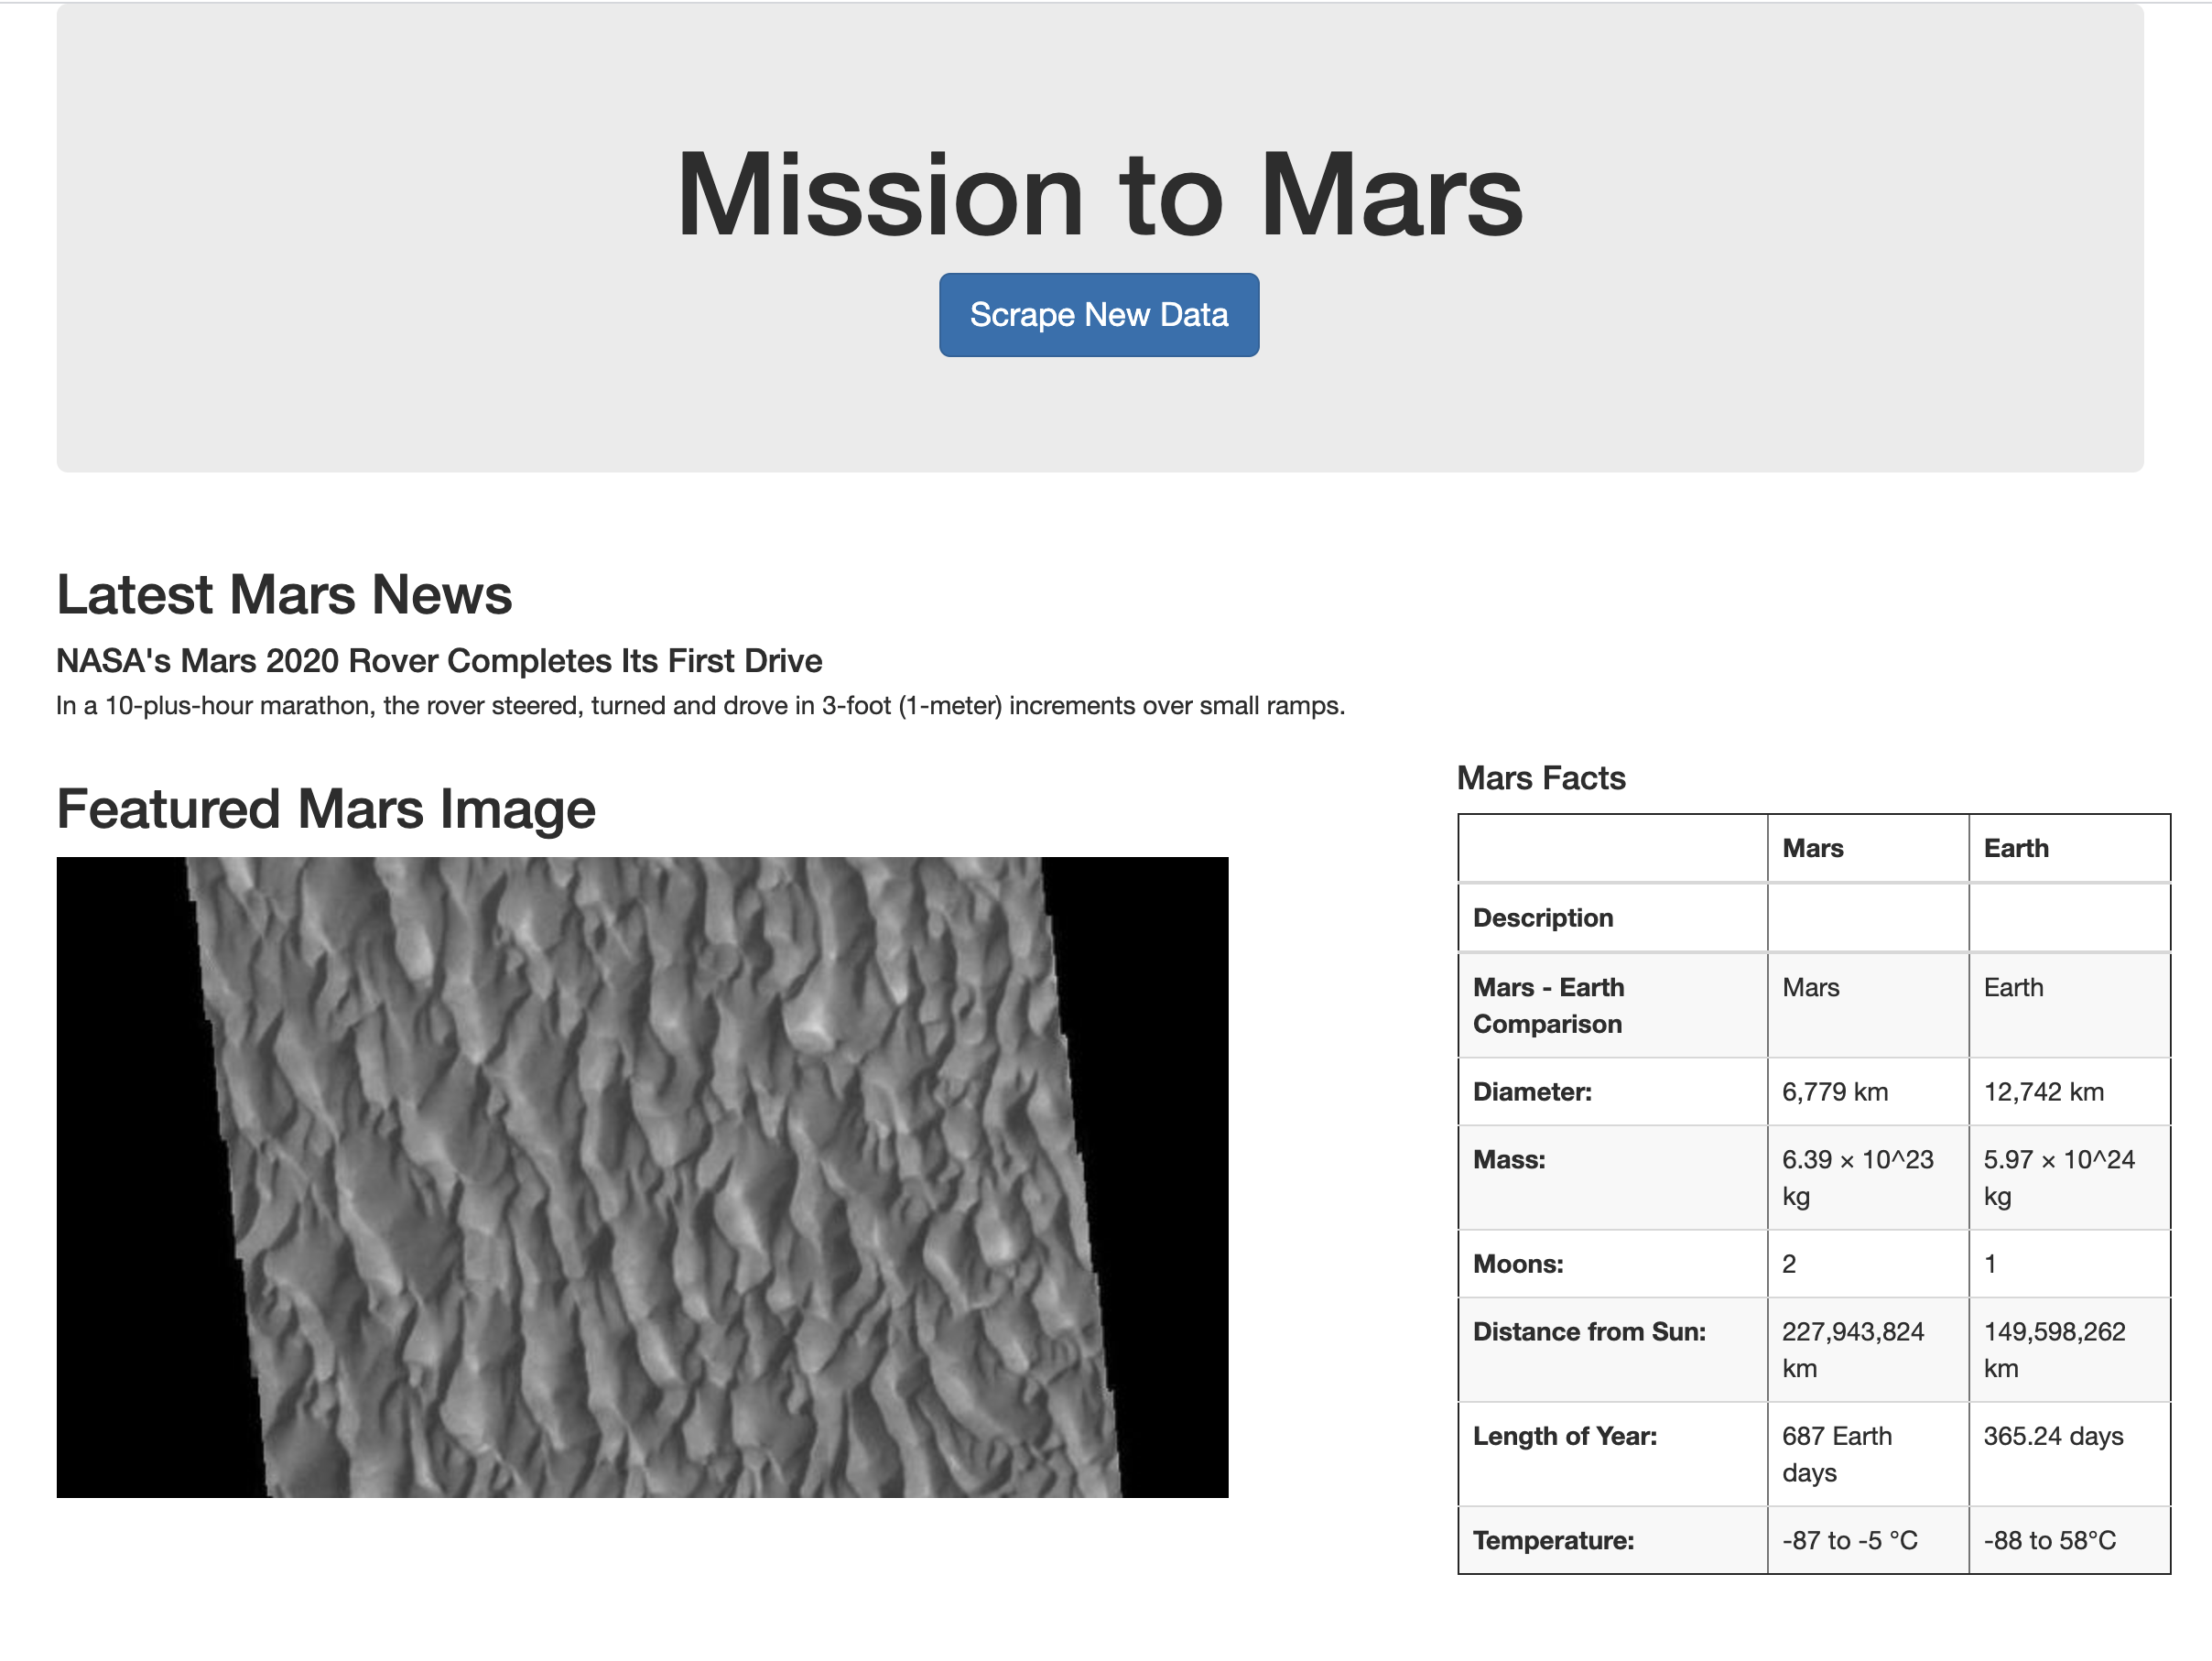 Mission to Mars
Scrape New Data
Latest Mars News
NASA's Mars 2020 Rover Completes Its First Drive
In a 10-plus-hour marathon, the rover steered, turned and drove in 3-foot (1-meter) increments over small ramps.
Featured Mars Image
Mars Facts
Mars Earth
Description
Mars - Earth Comparison Mars Earth
Diameter: 6,779 km 12,742 km
Mass: 6.39 × 10^23 kg 5.97 × 10^24 kg
Moons: 2 1
Distance from Sun: 227,943,824 km 149,598,262 km
Length of Year: 687 Earth days 365.24 days
Temperature: -87 to -5 °C -88 to 58°C